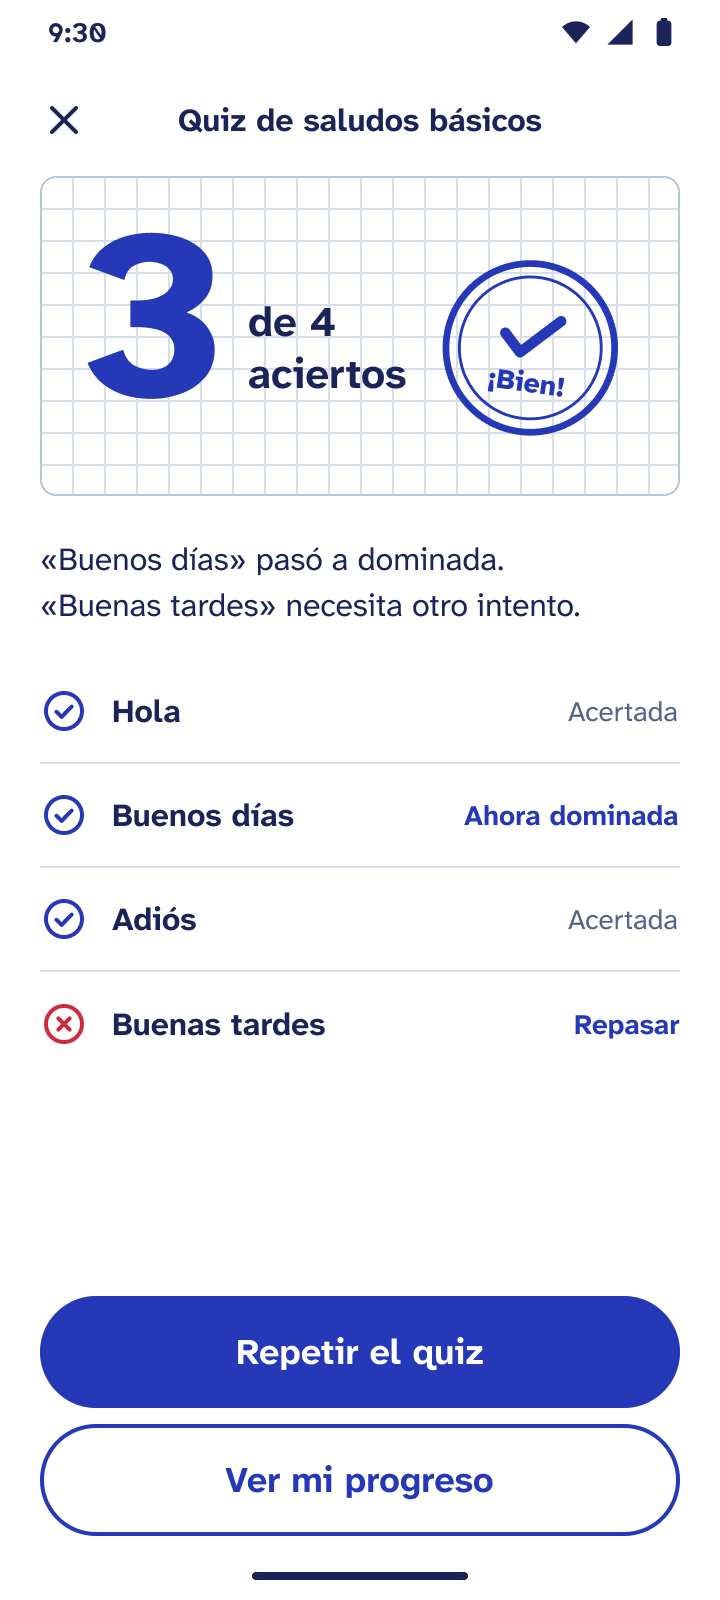 9:30
Quiz de saludos básicos
3
de 4
aciertos
¡Bien!
«Buenos días» pasó a dominada.
«Buenas tardes» necesita otro intento.
Hola
Acertada
Buenos días
Ahora dominada
Adiós
Acertada
Buenas tardes
Repasar
Repetir el quiz
Ver mi progreso